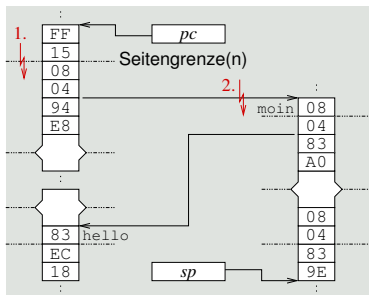 1.
FF
pc
15
Seitengrenze(n)
08
04
94
2.
E8
moin
08
04
83
A0
83
hello
EC
18
08
04
83
9E
sp